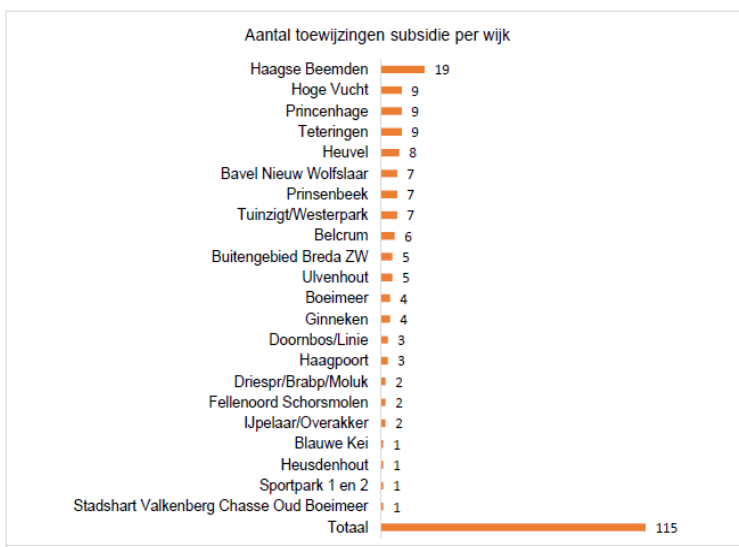 Aantal toewijzingen subsidie per wijk
Haagse Beemden 19
Hoge Vucht 9
Princenhage 9
Teteringen 9
Heuvel 8
Bavel Nieuw Wolfslaar 7
Prinsenbeek 7
Tuinzigt/Westerpark 7
Belcrum 6
Buitengebied Breda ZW 5
Ulvenhout 5
Boeimeer 4
Ginneken 4
Doornbos/Linie 3
Haagpoort 3
Driespr/Brabp/Moluk 2
Fellenoord Schorsmolen 2
IJpelaar/Overakker 2
Blauwe Kei 1
Heusdenhout 1
Sportpark 1 en 2 1
Stadshart Valkenberg Chasse Oud Boeimeer 1
Totaal 115